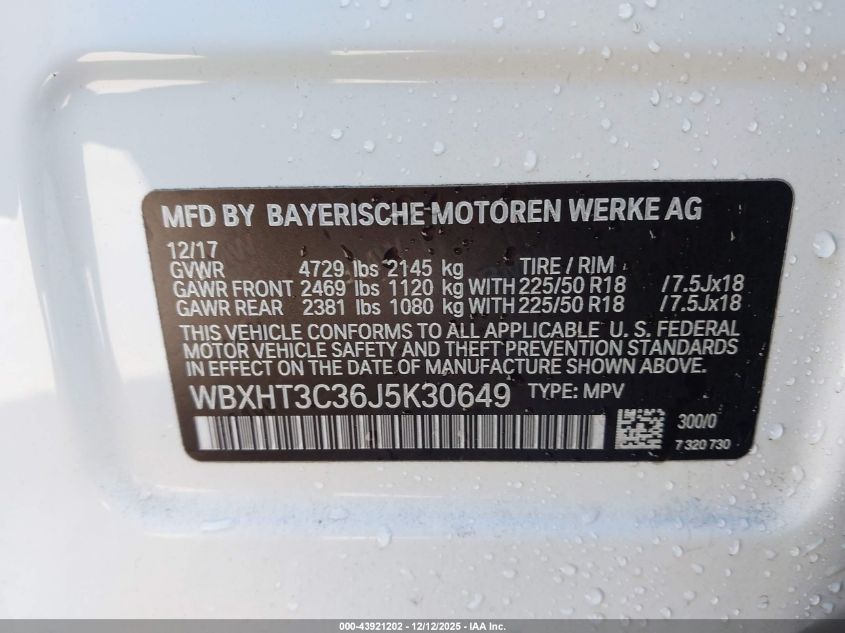 MFD BY BAYERISCHE MOTOREN WERKE AG
12/17
GVWR 4729 lbs 2145 kg TIRE / RIM
GAWR FRONT 2469 lbs 1120 kg WITH 225/50 R18 /7.5Jx18
GAWR REAR 2381 lbs 1080 kg WITH 225/50 R18 /7.5Jx18
THIS VEHICLE CONFORMS TO ALL APPLICABLE U. S. FEDERAL
MOTOR VEHICLE SAFETY AND THEFT PREVENTION STANDARDS
IN EFFECT ON THE DATE OF MANUFACTURE SHOWN ABOVE.
WBXHT3C36J5K30649 TYPE: MPV
300/0
7 320 730
000-43921202 - 12/12/2025 - IAA Inc.